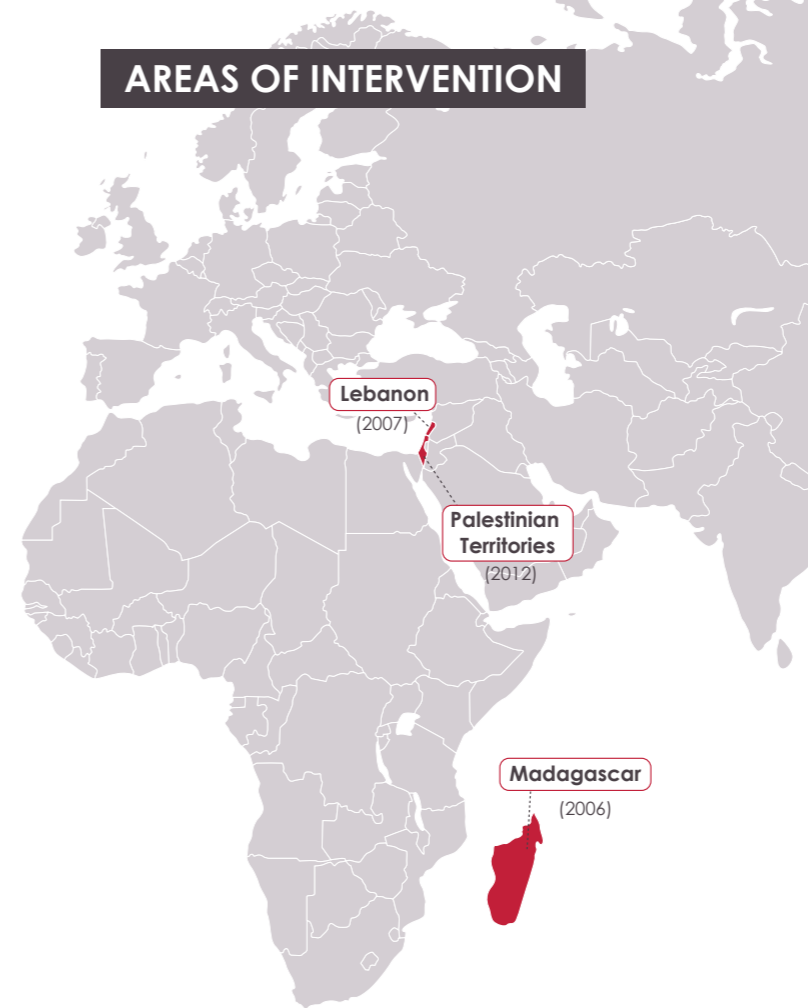 AREAS OF INTERVENTION
Lebanon
(2007)
Palestinian
Territories
(2012)
Madagascar
(2006)